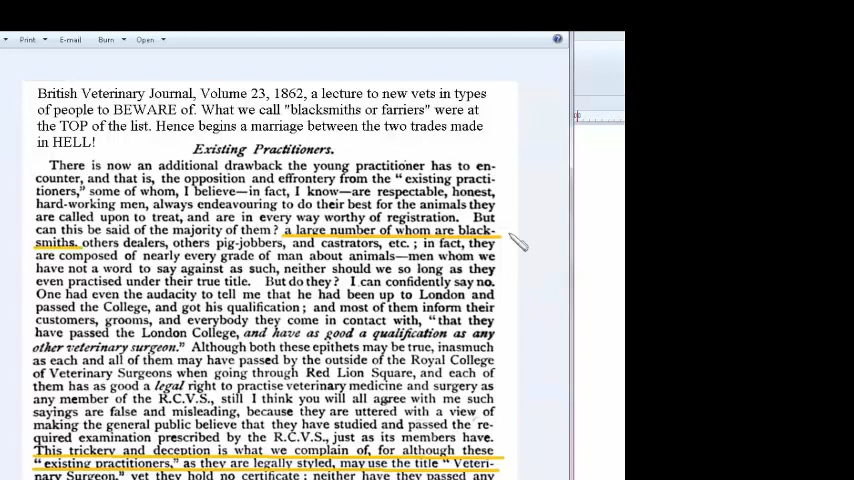 Print
E-mail
Burn
Open
British Veterinary Journal, Volume 23, 1862, a lecture to new vets in types
of people to BEWARE of. What we call "blacksmiths or farriers" were at
the TOP of the list. Hence begins a marriage between the two trades made
in HELL!
Existing Practitioners.
There is now an additional drawback the young practitioner has to en-
counter, and that is, the opposition and effrontery from the "existing practi-
tioners," some of whom, I believe—in fact, I know—are respectable, honest,
hard-working men, always endeavouring to do their best for the animals they
are called upon to treat, and are in every way worthy of registration. But
can this be said of the majority of them? a large number of whom are black-
smiths, others dealers, others pig-jobbers, and castrators, etc.; in fact, they
are composed of nearly every grade of man about animals—men whom we
have not a word to say against as such, neither should we so long as they
even practised under their true title. But do they? I can confidently say no.
One had even the audacity to tell me that he had been up to London and
passed the College, and got his qualification; and most of them inform their
customers, grooms, and everybody they come in contact with, "that they
have passed the London College, and have as good a qualification as any
other veterinary surgeon." Although both these epithets may be true, inasmuch
as each and all of them may have passed by the outside of the Royal College
of Veterinary Surgeons when going through Red Lion Square, and each of
them has as good a legal right to practise veterinary medicine and surgery as
any member of the R.C.V.S., still I think you will all agree with me such
sayings are false and misleading, because they are uttered with a view of
making the general public believe that they have studied and passed the re-
quired examination prescribed by the R.C.V.S., just as its members have.
This trickery and deception is what we complain of, for although these
"existing practitioners," as they are legally styled, may use the title "Veteri-
nary Surgeon," yet they hold no certificate; neither have they passed any